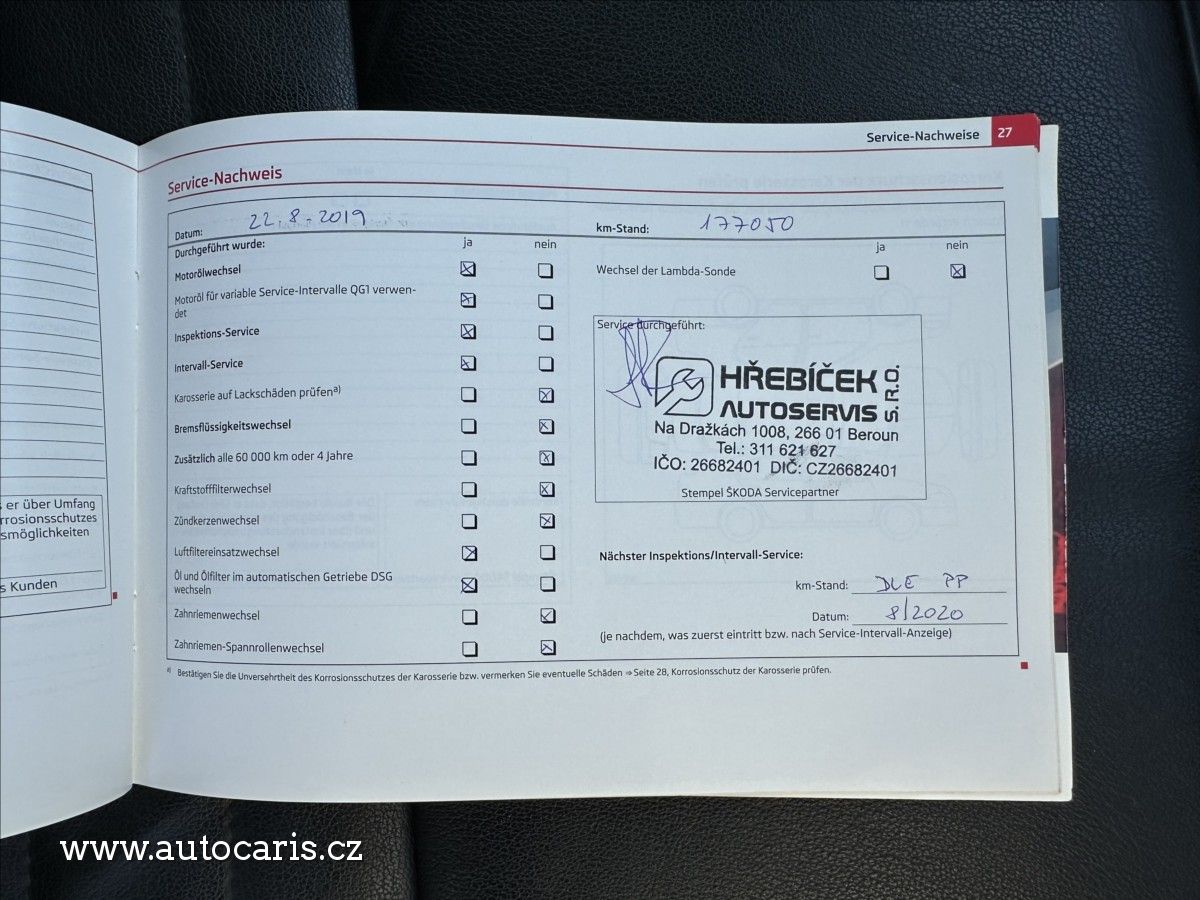 Service-Nachweise 27
Service-Nachweis
Datum: 22.8.2019 km-Stand: 177050
Durchgeführt wurde: ja nein ja nein
Motorölwechsel
Wechsel der Lambda-Sonde
Motoröl für variable Service-Intervalle QG1 verwen-
det
Inspektions-Service
Intervall-Service
Karosserie auf Lackschäden prüfena)
Bremsflüssigkeitswechsel
Zusätzlich alle 60 000 km oder 4 Jahre
Kraftstofffilterwechsel
Zündkerzenwechsel
Luftfiltereinsatzwechsel
Öl und Ölfilter im automatischen Getriebe DSG
wechseln
Zahnriemenwechsel
Zahnriemen-Spannrollenwechsel
Service durchgeführt:
HŘEBÍČEK
AUTOSERVIS S.R.O.
Na Dražkách 1008, 266 01 Beroun
Tel.: 311 621 627
IČO: 26682401 DIČ: CZ26682401
Stempel ŠKODA Servicepartner
Nächster Inspektions/Intervall-Service:
km-Stand: DLE PP
Datum: 8/2020
(je nachdem, was zuerst eintritt bzw. nach Service-Intervall-Anzeige)
a) Bestätigen Sie die Unversehrtheit des Korrosionsschutzes der Karosserie bzw. vermerken Sie eventuelle Schäden ⇒ Seite 28, Korrosionsschutz der Karosserie prüfen.
er über Umfang
rrosionsschutzes
smöglichkeiten
s Kunden
www.autocaris.cz